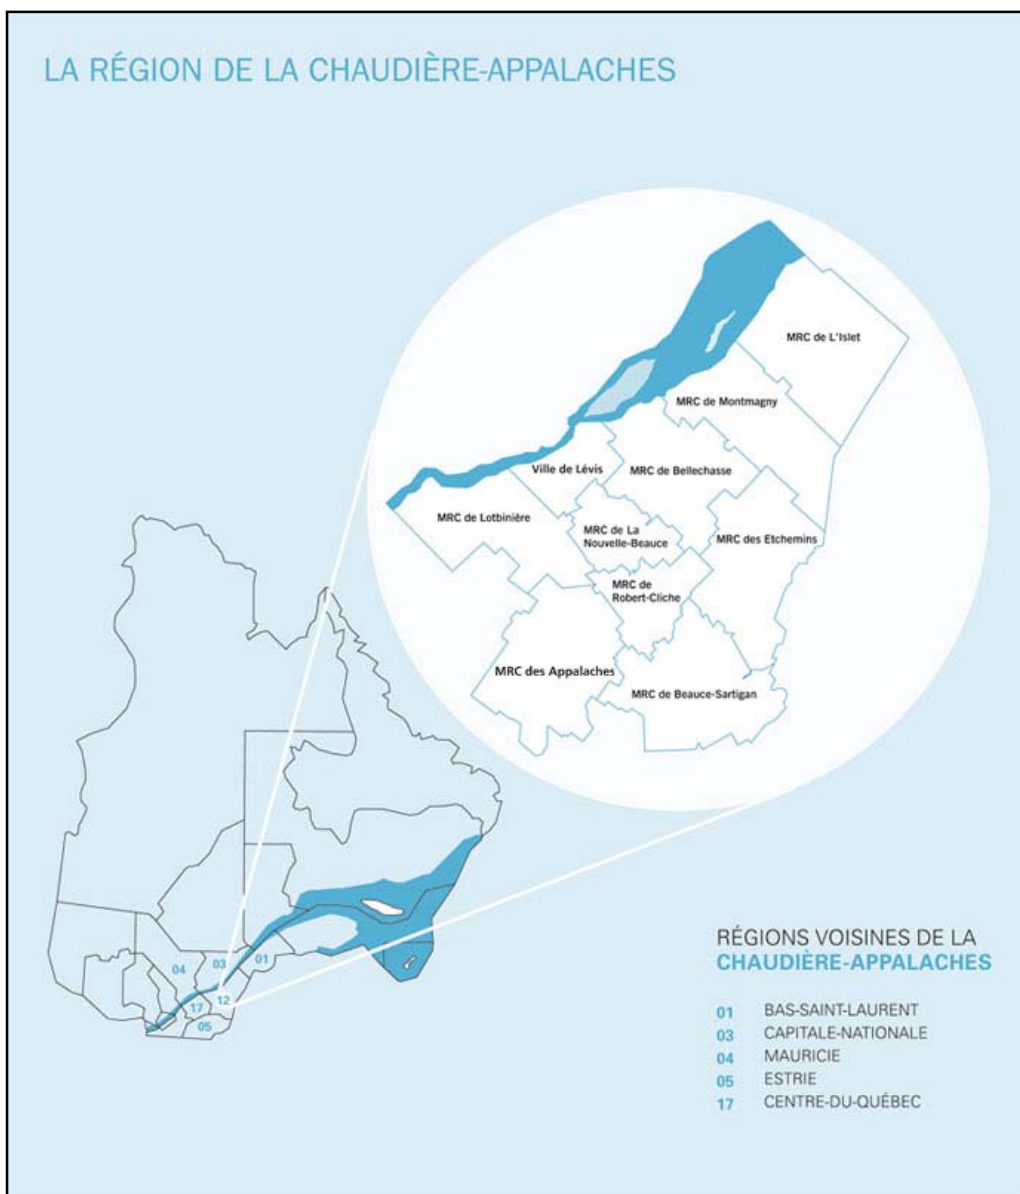 LA RÉGION DE LA CHAUDIÈRE-APPALACHES
MRC de L'Islet
MRC de Montmagny
Ville de Lévis
MRC de Bellechasse
MRC de Lotbinière
MRC de La
Nouvelle-Beauce
MRC des Etchemins
MRC de
Robert-Cliche
MRC des Appalaches
MRC de Beauce-Sartigan
04
03
01
12
17
05
RÉGIONS VOISINES DE LA
CHAUDIÈRE-APPALACHES
01 BAS-SAINT-LAURENT
03 CAPITALE-NATIONALE
04 MAURICIE
05 ESTRIE
17 CENTRE-DU-QUÉBEC